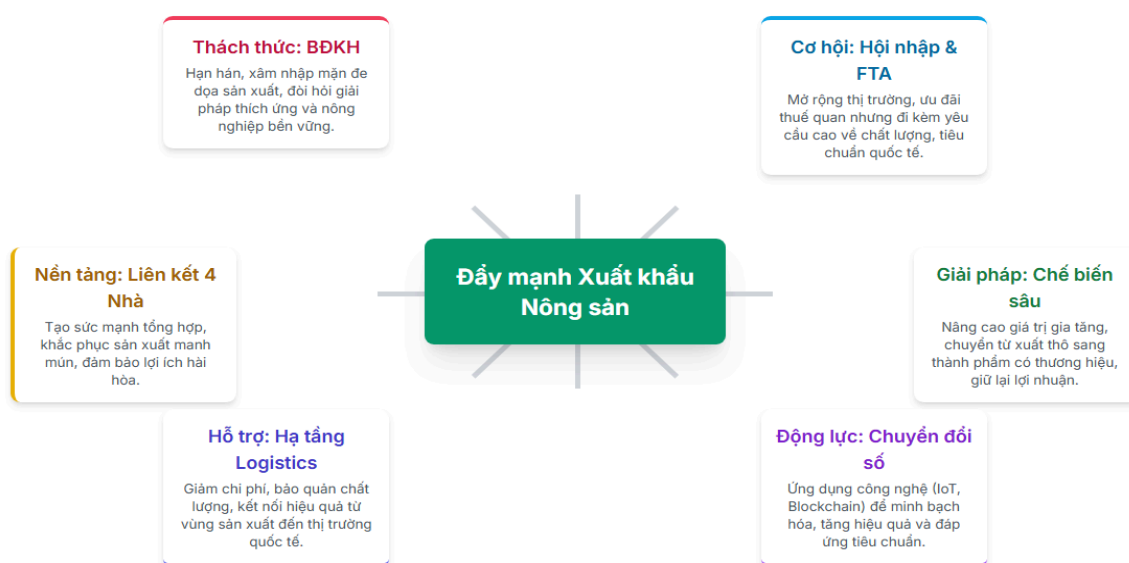 Thách thức: BĐKH
Hạn hán, xâm nhập mặn đe
dọa sản xuất, đòi hỏi giải
pháp thích ứng và nông
nghiệp bền vững.
Cơ hội: Hội nhập &
FTA
Mở rộng thị trường, ưu đãi
thuế quan nhưng đi kèm yêu
cầu cao về chất lượng, tiêu
chuẩn quốc tế.
Đẩy mạnh Xuất khẩu
Nông sản
Nền tảng: Liên kết 4
Nhà
Tạo sức mạnh tổng hợp,
khắc phục sản xuất manh
mún, đảm bảo lợi ích hài
hòa.
Giải pháp: Chế biến
sâu
Nâng cao giá trị gia tăng,
chuyển từ xuất thô sang
thành phẩm có thương hiệu,
giữ lại lợi nhuận.
Hỗ trợ: Hạ tầng
Logistics
Giảm chi phí, bảo quản chất
lượng, kết nối hiệu quả từ
vùng sản xuất đến thị trường
quốc tế.
Động lực: Chuyển đổi
số
Ứng dụng công nghệ (IoT,
Blockchain) để minh bạch
hóa, tăng hiệu quả và đáp
ứng tiêu chuẩn.